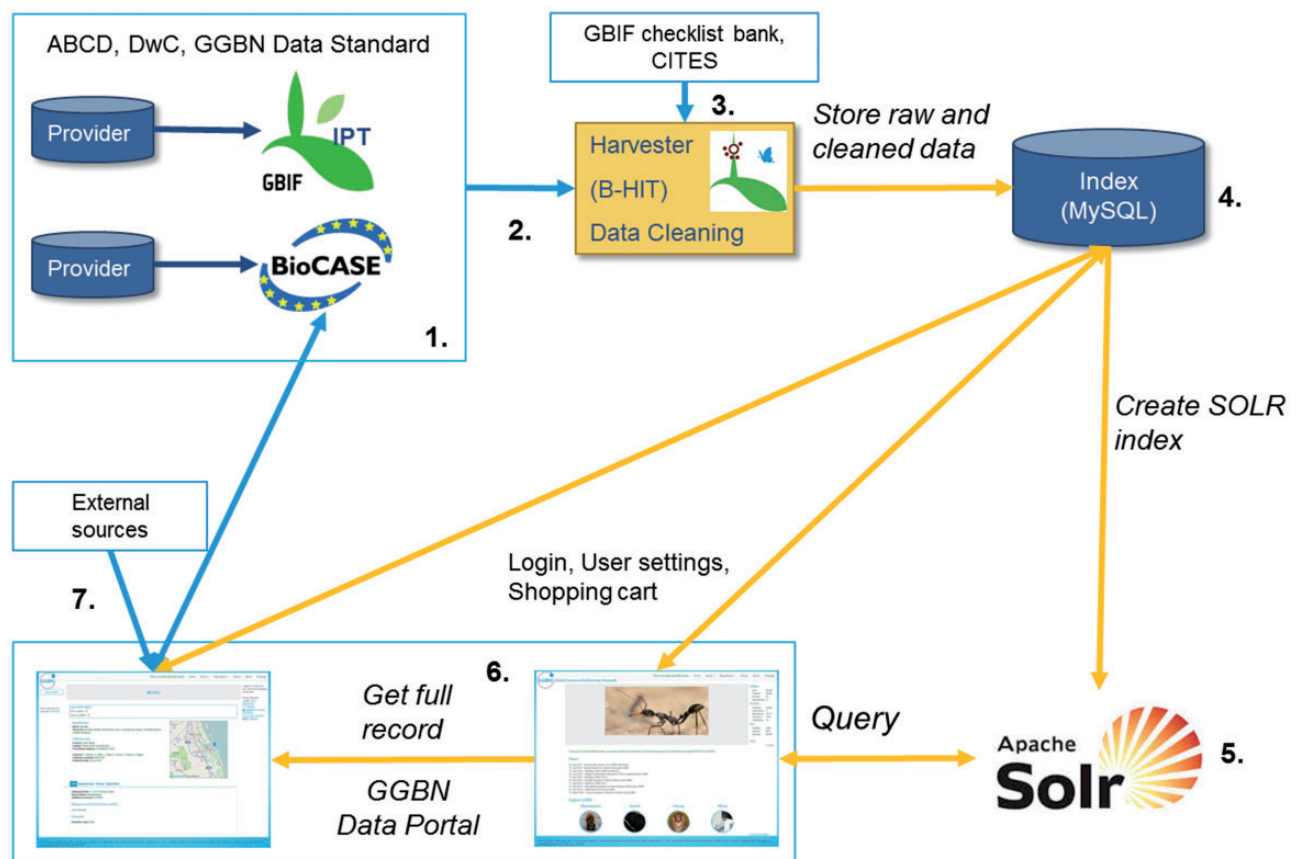 ABCD, DwC, GGBN Data Standard
Provider
IPT
GBIF
Provider
BioCASE
1.
2.
GBIF checklist bank,
CITES
3.
Harvester
(B-HIT)
Data Cleaning
Store raw and
cleaned data
Index
(MySQL)
4.
Create SOLR
index
External
sources
7.
Login, User settings,
Shopping cart
6.
Get full
record
GGBN
Data Portal
Query
Apache
Solr
5.